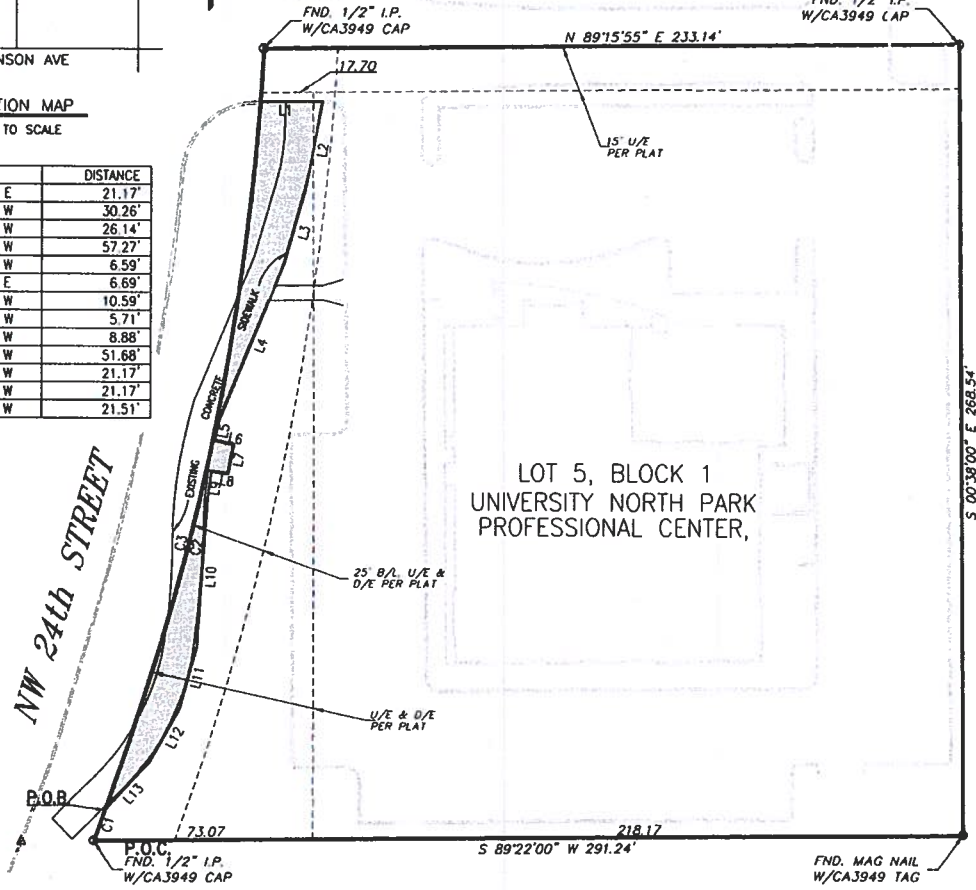 FND. 1/2" I.P.
W/CA3949 CAP
FND. 1/2" I.P.
W/CA3949 CAP
N 89°15'55" E 233.14'
NSON AVE
17.70
TION MAP
TO SCALE
15' U/E
PER PLAT
DISTANCE
E 21.17'
W 30.26'
W 26.14'
W 57.27'
W 6.59'
E 6.69'
W 10.59'
W 5.71'
W 8.88'
W 51.68'
W 21.17'
W 21.17'
W 21.51'
L1
L2
L3
SIDEWALK
L4
CONCRETE
L5
L6
L7
L8
L9
EXISTING
C3
C2
L10
L11
L12
L13
C1
NW 24th STREET
LOT 5, BLOCK 1
UNIVERSITY NORTH PARK
PROFESSIONAL CENTER,
S 00°38'00" E 268.54'
25' B/L U/E &
D/E PER PLAT
U/E & D/E
PER PLAT
P.O.B.
73.07
218.17
P.O.C.
S 89°22'00" W 291.24'
FND. 1/2" I.P.
W/CA3949 CAP
FND. MAG NAIL
W/CA3949 TAG